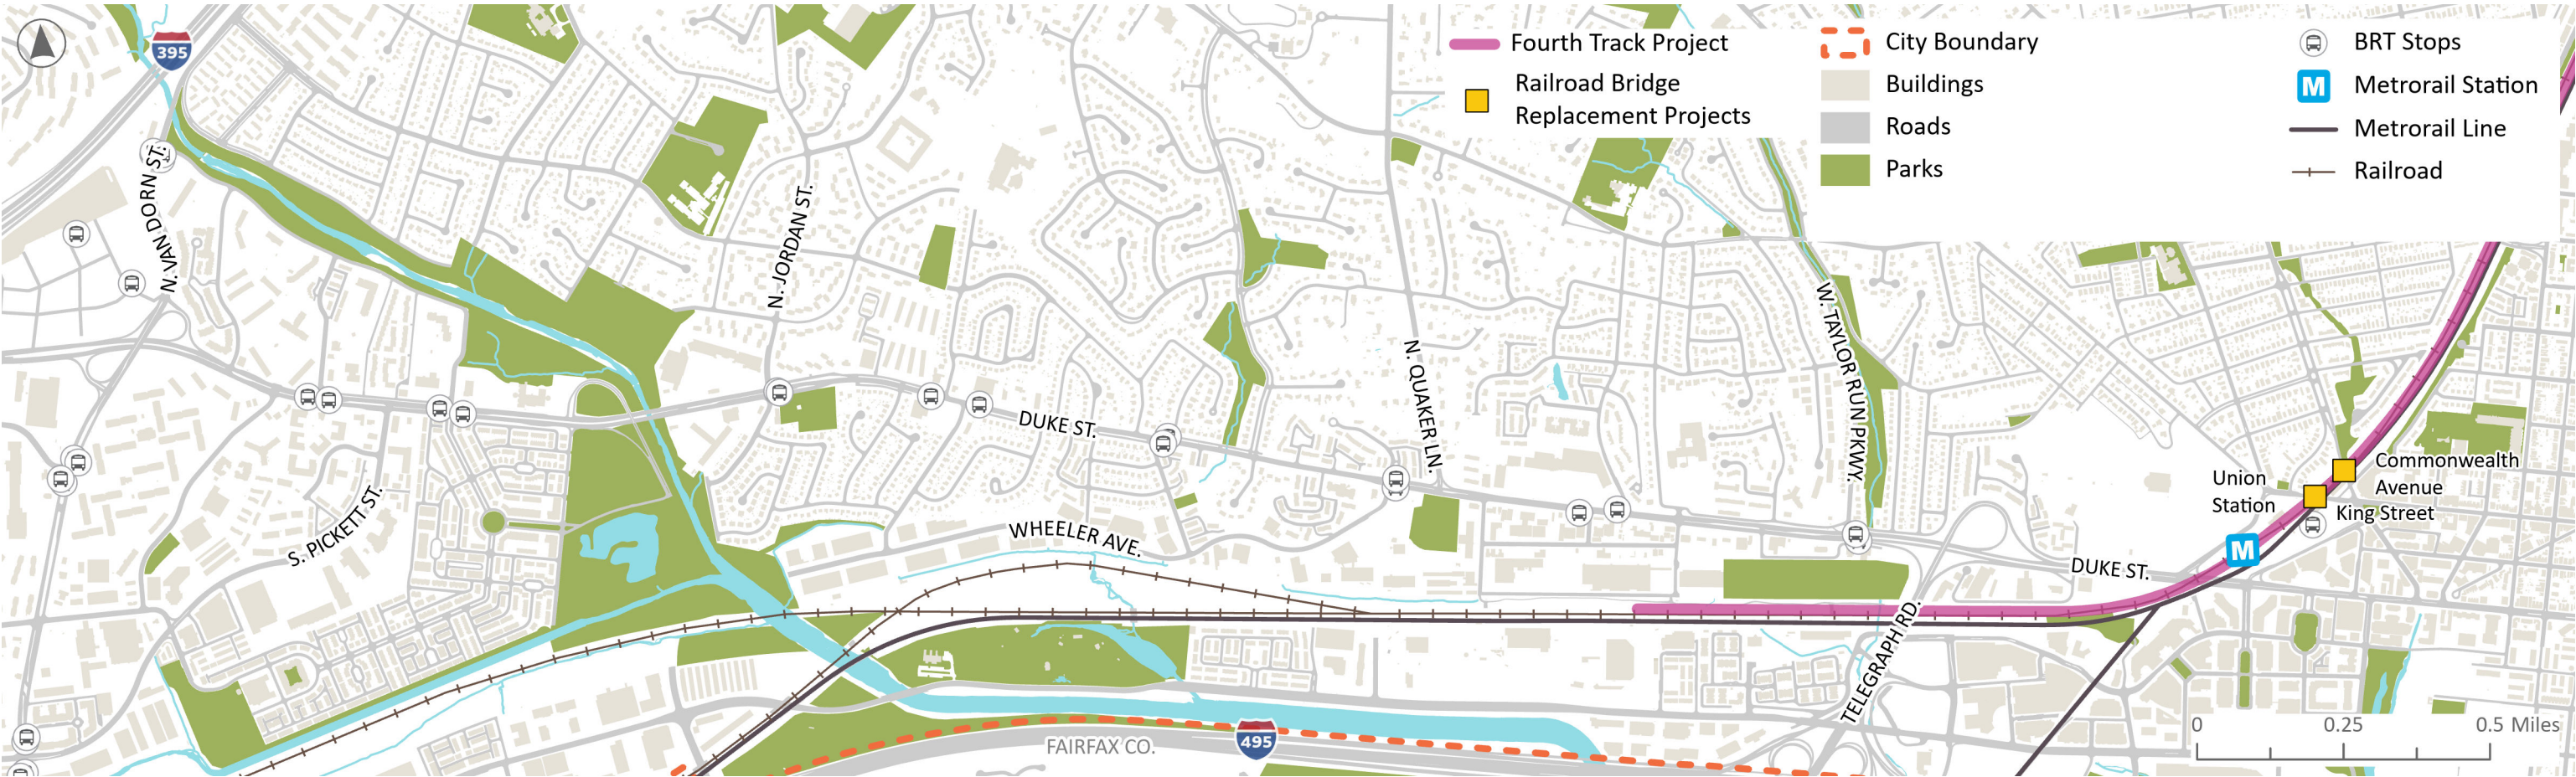 395
Fourth Track Project
Railroad Bridge
Replacement Projects
City Boundary
Buildings
Roads
Parks
BRT Stops
M
Metrorail Station
Metrorail Line
Railroad
N. VAN DORN ST.
N. JORDAN ST.
N. QUAKER LN.
W. TAYLOR RUN PKWY.
DUKE ST.
S. PICKETT ST.
WHEELER AVE.
Union
Station
Commonwealth
Avenue
King Street
M
DUKE ST.
TELEGRAPH RD.
FAIRFAX CO.
495
0
0.25
0.5 Miles